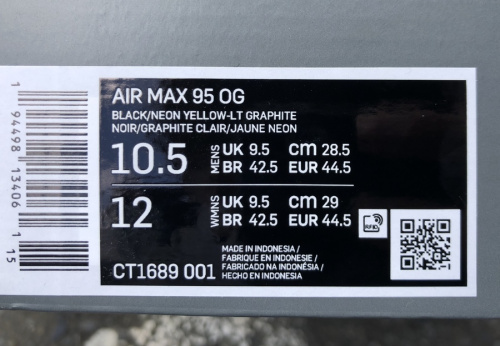 AIR MAX 95 OG
BLACK/NEON YELLOW-LT GRAPHITE
NOIR/GRAPHITE CLAIR/JAUNE NEON
10.5 MENS UK 9.5 cm 28.5
BR 42.5 EUR 44.5
12 WMNS UK 9.5 cm 29
BR 42.5 EUR 44.5
RFID
MADE IN INDONESIA/
FABRIQUE EN INDONESIE/
FABRICADO NA INDONÉSIA/
HECHO EN INDONESIA
CT1689 001
1 94498 13406 1 15